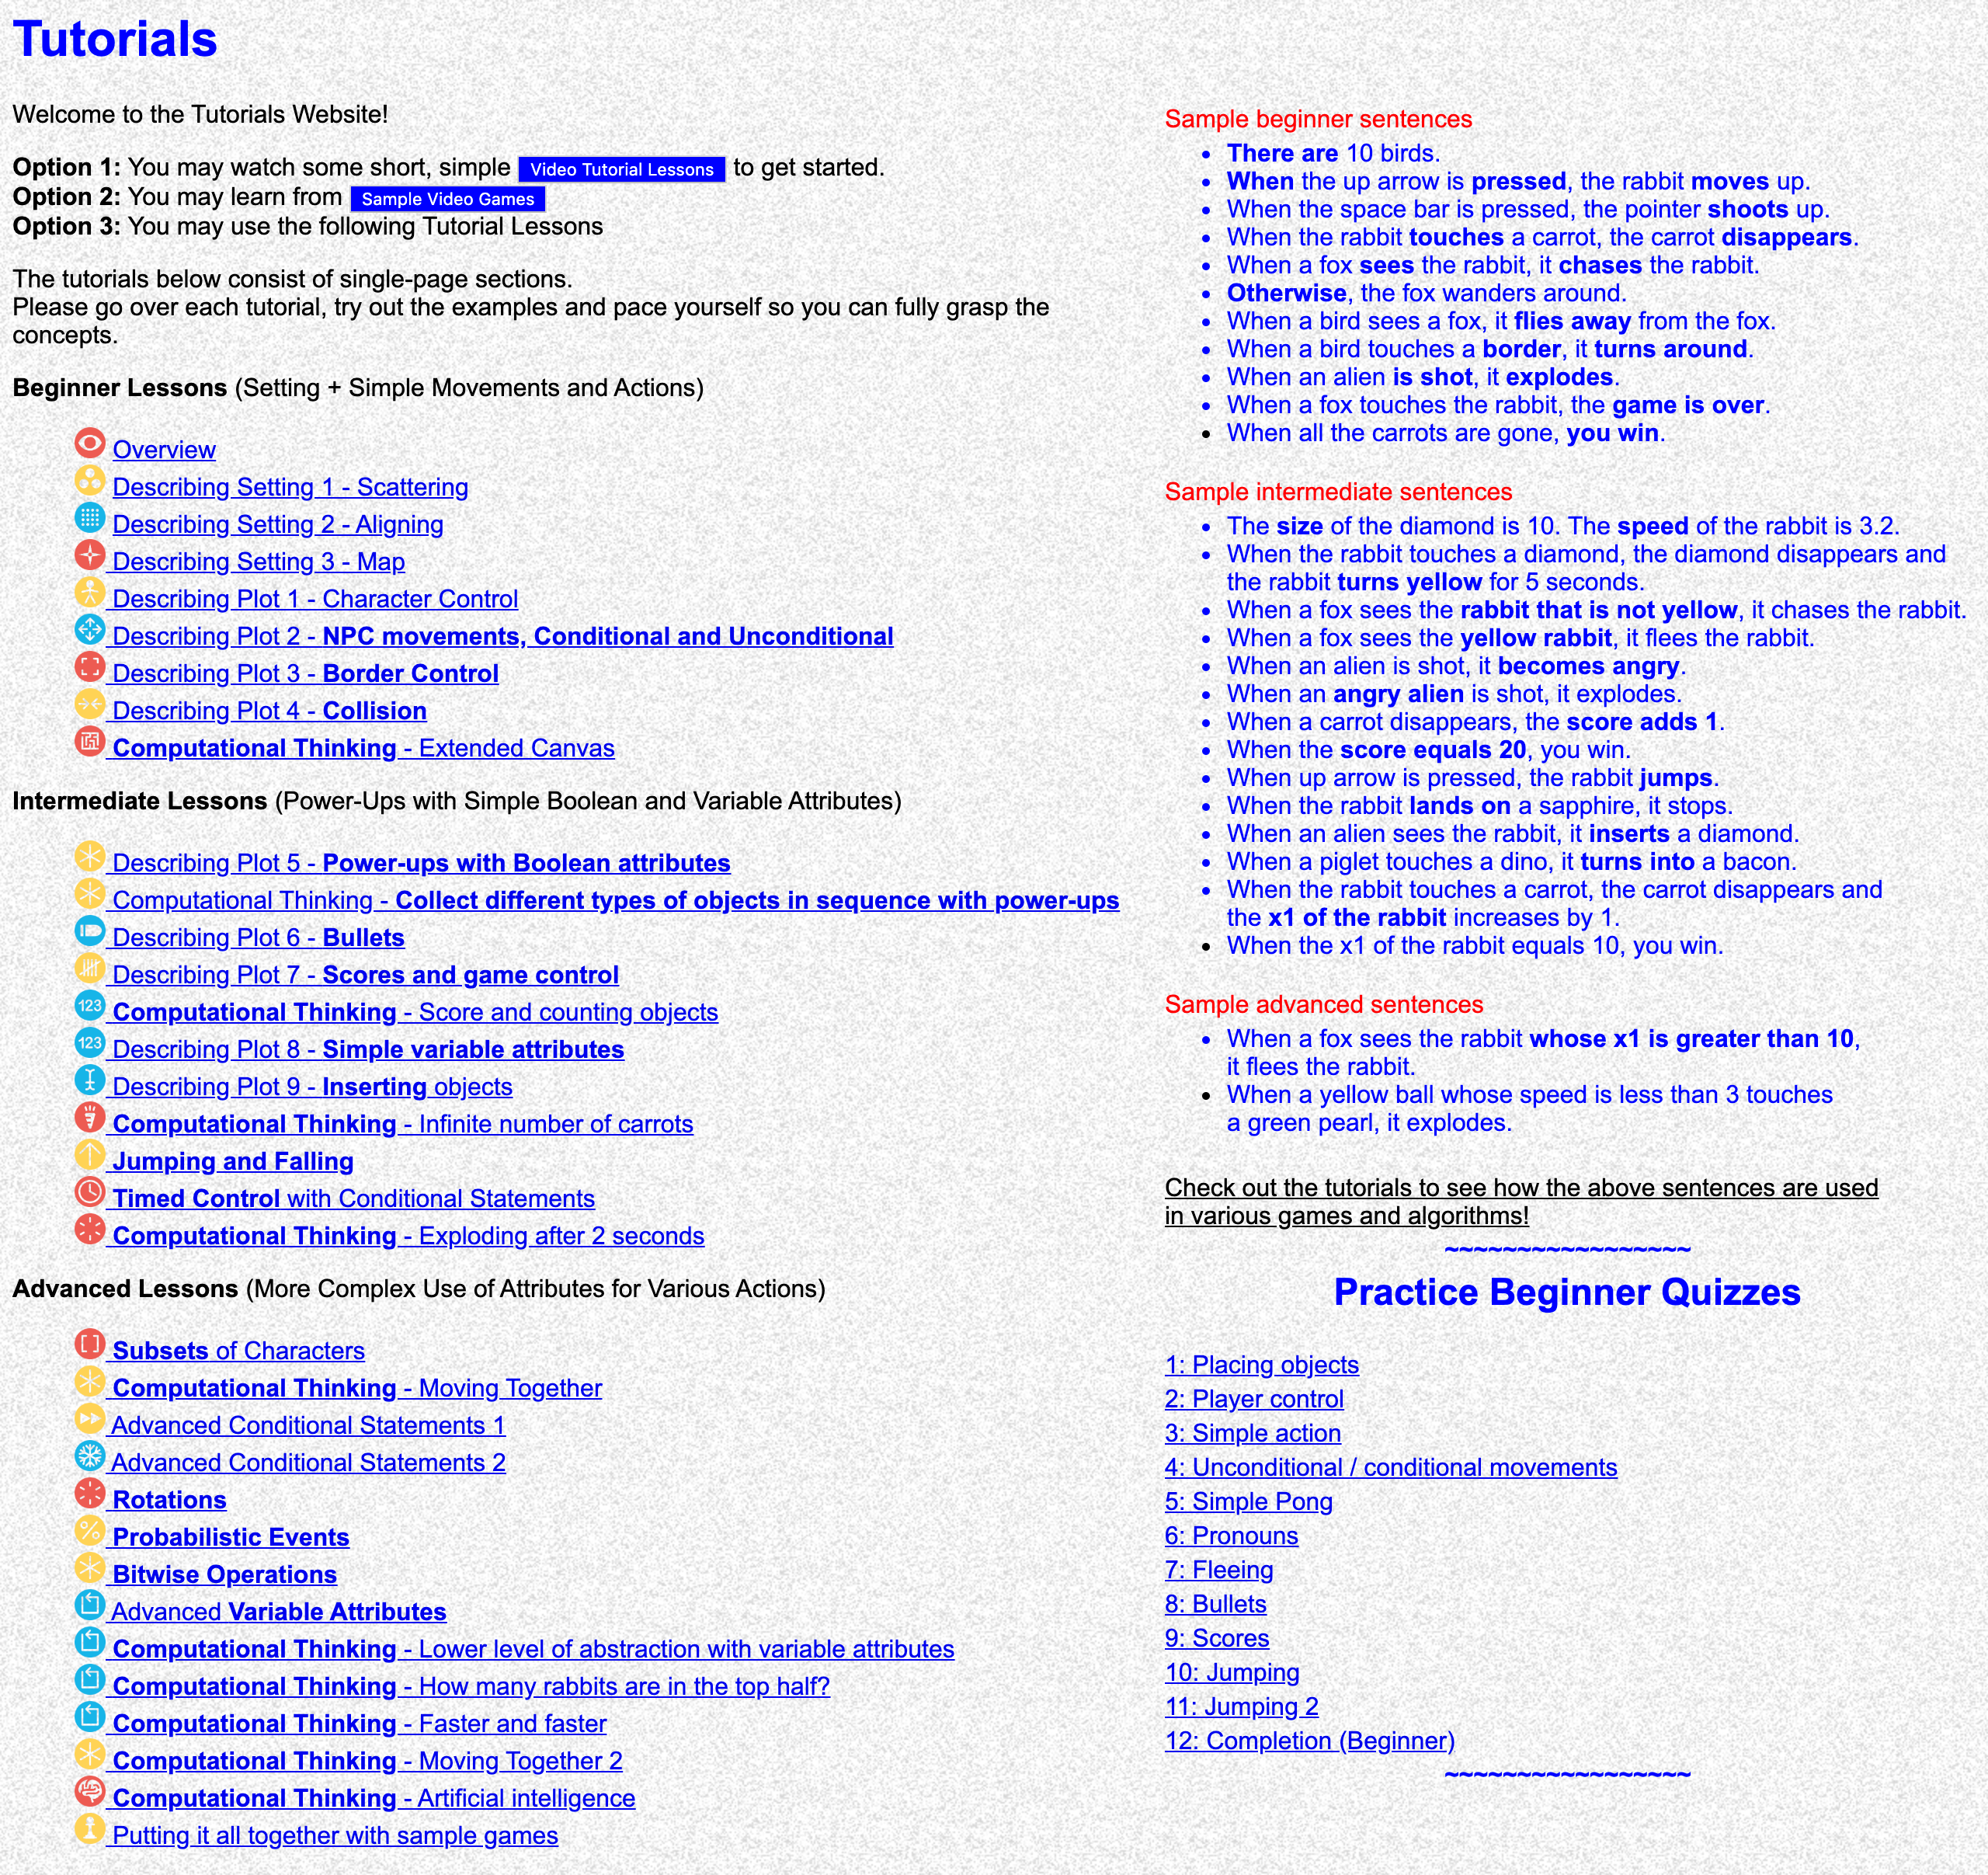 Tutorials
Welcome to the Tutorials Website!
Option 1: You may watch some short, simple Video Tutorial Lessons to get started.
Option 2: You may learn from Sample Video Games
Option 3: You may use the following Tutorial Lessons
The tutorials below consist of single-page sections.
Please go over each tutorial, try out the examples and pace yourself so you can fully grasp the
concepts.
Beginner Lessons (Setting + Simple Movements and Actions)
Overview
Describing Setting 1 - Scattering
Describing Setting 2 - Aligning
Describing Setting 3 - Map
Describing Plot 1 - Character Control
Describing Plot 2 - NPC movements, Conditional and Unconditional
Describing Plot 3 - Border Control
Describing Plot 4 - Collision
Computational Thinking - Extended Canvas
Intermediate Lessons (Power-Ups with Simple Boolean and Variable Attributes)
Describing Plot 5 - Power-ups with Boolean attributes
Computational Thinking - Collect different types of objects in sequence with power-ups
Describing Plot 6 - Bullets
Describing Plot 7 - Scores and game control
123 Computational Thinking - Score and counting objects
123 Describing Plot 8 - Simple variable attributes
Describing Plot 9 - Inserting objects
Computational Thinking - Infinite number of carrots
Jumping and Falling
Timed Control with Conditional Statements
Computational Thinking - Exploding after 2 seconds
Advanced Lessons (More Complex Use of Attributes for Various Actions)
Subsets of Characters
Computational Thinking - Moving Together
Advanced Conditional Statements 1
Advanced Conditional Statements 2
Rotations
Probabilistic Events
Bitwise Operations
Advanced Variable Attributes
Computational Thinking - Lower level of abstraction with variable attributes
Computational Thinking - How many rabbits are in the top half?
Computational Thinking - Faster and faster
Computational Thinking - Moving Together 2
Computational Thinking - Artificial intelligence
Putting it all together with sample games
Sample beginner sentences
• There are 10 birds.
• When the up arrow is pressed, the rabbit moves up.
• When the space bar is pressed, the pointer shoots up.
• When the rabbit touches a carrot, the carrot disappears.
• When a fox sees the rabbit, it chases the rabbit.
• Otherwise, the fox wanders around.
• When a bird sees a fox, it flies away from the fox.
• When a bird touches a border, it turns around.
• When an alien is shot, it explodes.
• When a fox touches the rabbit, the game is over.
• When all the carrots are gone, you win.
Sample intermediate sentences
• The size of the diamond is 10. The speed of the rabbit is 3.2.
• When the rabbit touches a diamond, the diamond disappears and
the rabbit turns yellow for 5 seconds.
• When a fox sees the rabbit that is not yellow, it chases the rabbit.
• When a fox sees the yellow rabbit, it flees the rabbit.
• When an alien is shot, it becomes angry.
• When an angry alien is shot, it explodes.
• When a carrot disappears, the score adds 1.
• When the score equals 20, you win.
• When up arrow is pressed, the rabbit jumps.
• When the rabbit lands on a sapphire, it stops.
• When an alien sees the rabbit, it inserts a diamond.
• When a piglet touches a dino, it turns into a bacon.
• When the rabbit touches a carrot, the carrot disappears and
the x1 of the rabbit increases by 1.
• When the x1 of the rabbit equals 10, you win.
Sample advanced sentences
• When a fox sees the rabbit whose x1 is greater than 10,
it flees the rabbit.
• When a yellow ball whose speed is less than 3 touches
a green pearl, it explodes.
Check out the tutorials to see how the above sentences are used
in various games and algorithms!
~~~~~~~~~~~~~~~~~
Practice Beginner Quizzes
1: Placing objects
2: Player control
3: Simple action
4: Unconditional / conditional movements
5: Simple Pong
6: Pronouns
7: Fleeing
8: Bullets
9: Scores
10: Jumping
11: Jumping 2
12: Completion (Beginner)
~~~~~~~~~~~~~~~~~